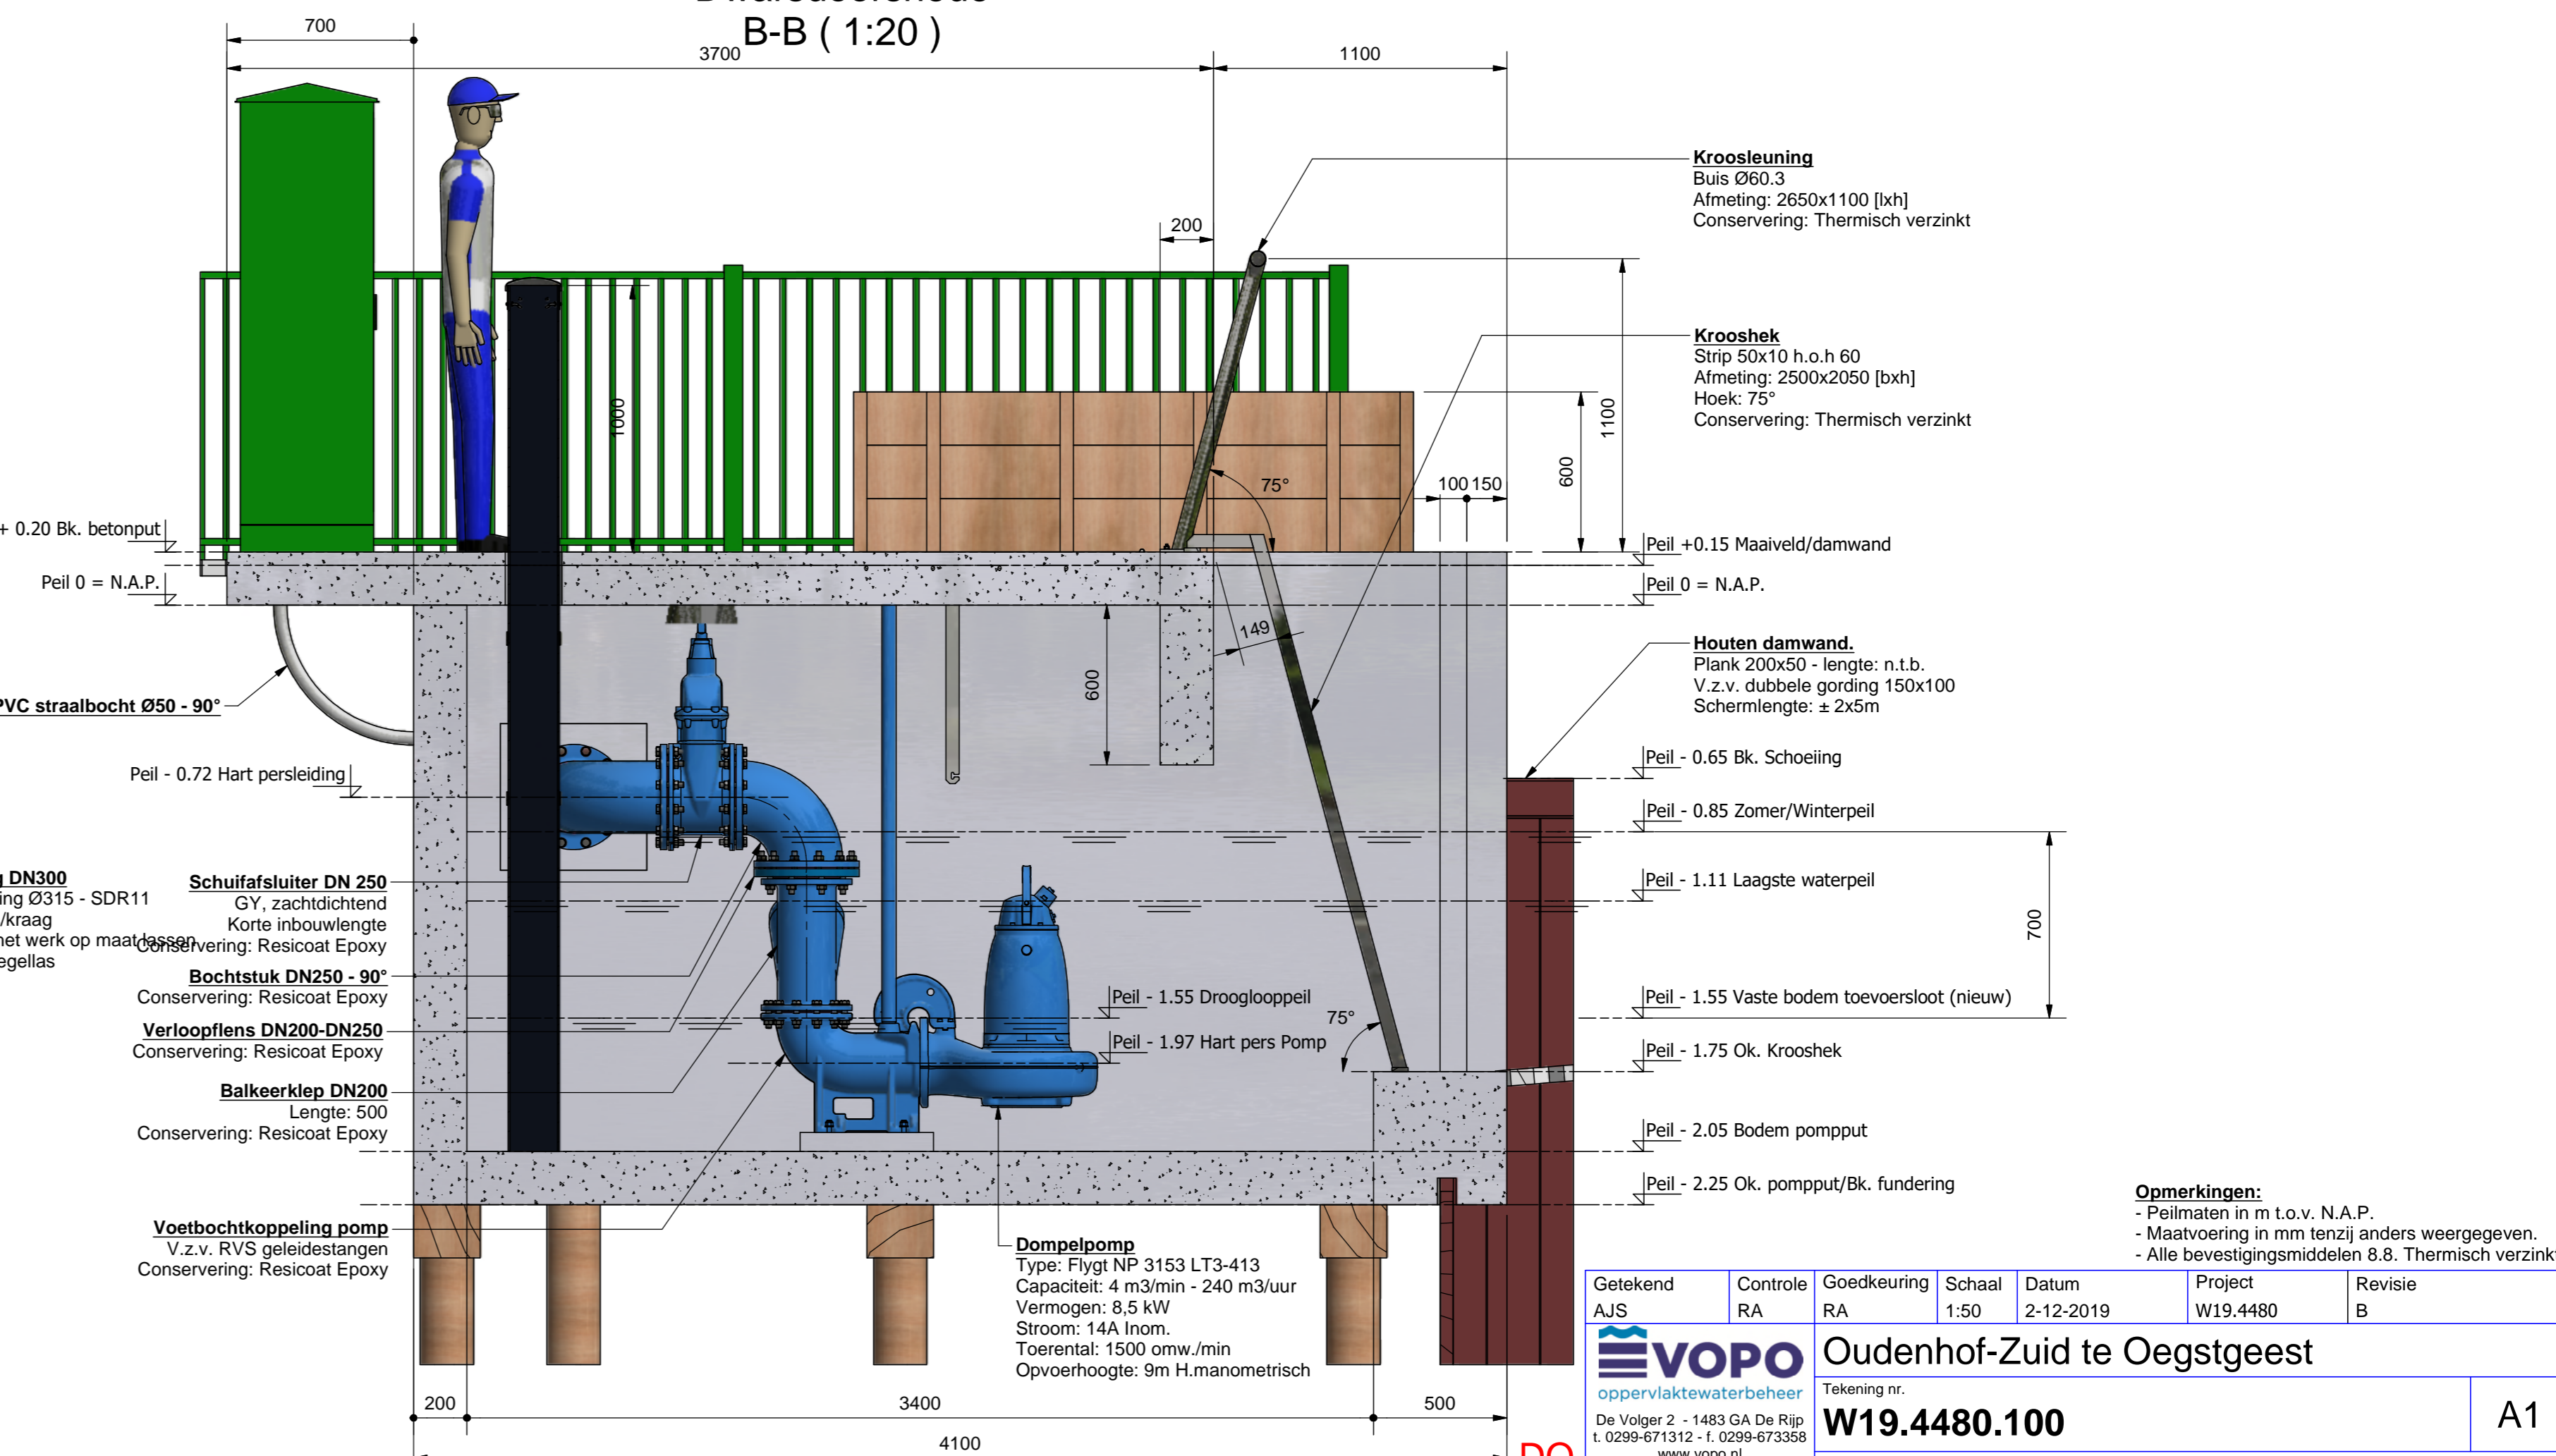 B-B ( 1:20 )
700
3700
1100
Kroosleuning
Buis Ø60.3
Afmeting: 2650x1100 [lxh]
Conservering: Thermisch verzinkt
200
Krooshek
Strip 50x10 h.o.h 60
Afmeting: 2500x2050 [bxh]
Hoek: 75°
Conservering: Thermisch verzinkt
1000
1100
600
75°
100 150
+ 0.20 Bk. betonput
Peil 0 = N.A.P.
Peil +0.15 Maaiveld/damwand
Peil 0 = N.A.P.
149
600
Houten damwand.
Plank 200x50 - lengte: n.t.b.
V.z.v. dubbele gording 150x100
Schermlengte: ± 2x5m
PVC straalbocht Ø50 - 90°
Peil - 0.72 Hart persleiding
Peil - 0.65 Bk. Schoeiing
Peil - 0.85 Zomer/Winterpeil
Peil - 1.11 Laagste waterpeil
700
g DN300
ing Ø315 - SDR11
/kraag
het werk op maat lassen
egellas
Schuifafsluiter DN 250
GY, zachtdichtend
Korte inbouwlengte
Conservering: Resicoat Epoxy
Bochtstuk DN250 - 90°
Conservering: Resicoat Epoxy
Verloopflens DN200-DN250
Conservering: Resicoat Epoxy
Balkeerklep DN200
Lengte: 500
Conservering: Resicoat Epoxy
Voetbochtkoppeling pomp
V.z.v. RVS geleidestangen
Conservering: Resicoat Epoxy
Peil - 1.55 Drooglooppeil
Peil - 1.97 Hart pers Pomp
75°
Peil - 1.55 Vaste bodem toevoersloot (nieuw)
Peil - 1.75 Ok. Krooshek
Peil - 2.05 Bodem pompput
Peil - 2.25 Ok. pompput/Bk. fundering
Dompelpomp
Type: Flygt NP 3153 LT3-413
Capaciteit: 4 m3/min - 240 m3/uur
Vermogen: 8,5 kW
Stroom: 14A Inom.
Toerental: 1500 omw./min
Opvoerhoogte: 9m H.manometrisch
200
3400
500
4100
Opmerkingen:
- Peilmaten in m t.o.v. N.A.P.
- Maatvoering in mm tenzij anders weergegeven.
- Alle bevestigingsmiddelen 8.8. Thermisch verzinkt
Getekend Controle Goedkeuring Schaal Datum Project Revisie
AJS RA RA 1:50 2-12-2019 W19.4480 B
VOPO
oppervlaktewaterbeheer
De Volger 2 - 1483 GA De Rijp
t. 0299-671312 - f. 0299-673358
www.vopo.nl
Oudenhof-Zuid te Oegstgeest
Tekening nr.
W19.4480.100
A1
DO